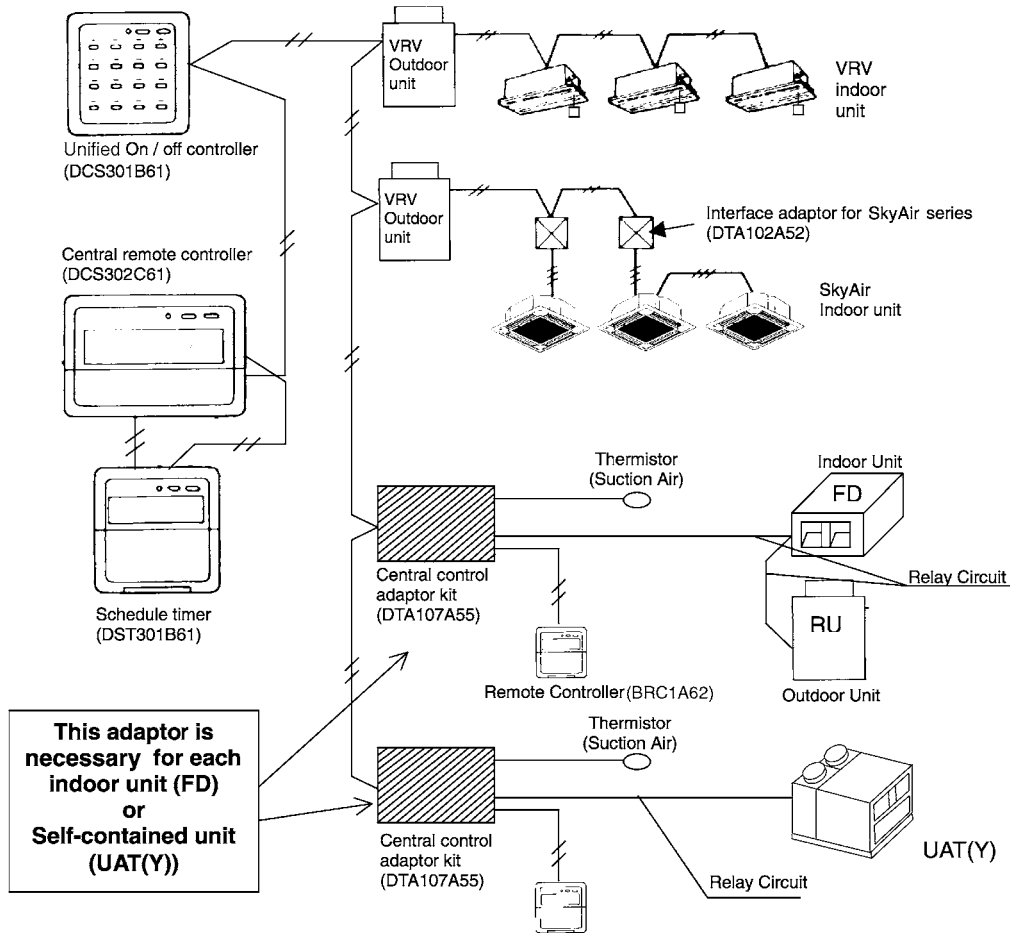 VRV
Outdoor
unit
VRV
indoor
unit
Unified On / off controller
(DCS301B61)
VRV
Outdoor
unit
Interface adaptor for SkyAir series
(DTA102A52)
Central remote controller
(DCS302C61)
SkyAir
Indoor unit
Thermistor
(Suction Air)
Indoor Unit
FD
Relay Circuit
Central control
adaptor kit
(DTA107A55)
Schedule timer
(DST301B61)
RU
Remote Controller (BRC1A62)
Outdoor Unit
This adaptor is
necessary for each
indoor unit (FD)
or
Self-contained unit
(UAT(Y))
Thermistor
(Suction Air)
Central control
adaptor kit
(DTA107A55)
UAT(Y)
Relay Circuit